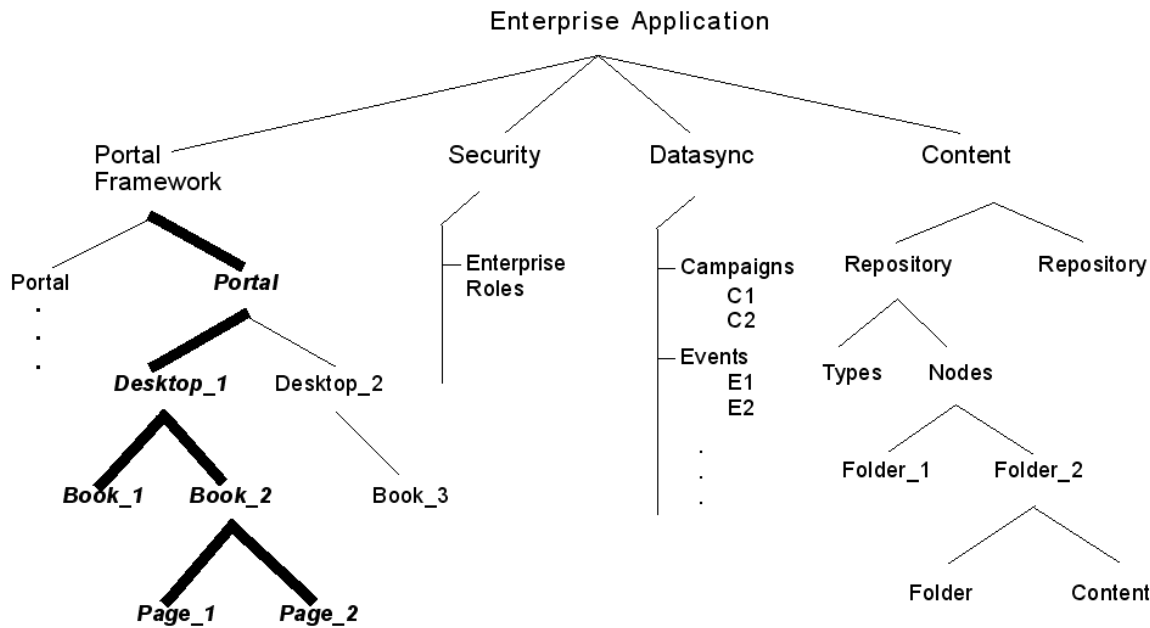 Enterprise Application
Portal
Framework
Security
Datasync
Content
Portal
Portal
Enterprise
Roles
Campaigns
C1
C2
Repository
Repository
Desktop_1
Desktop_2
Events
E1
E2
Types
Nodes
Book_1
Book_2
Book_3
Folder_1
Folder_2
Page_1
Page_2
Folder
Content